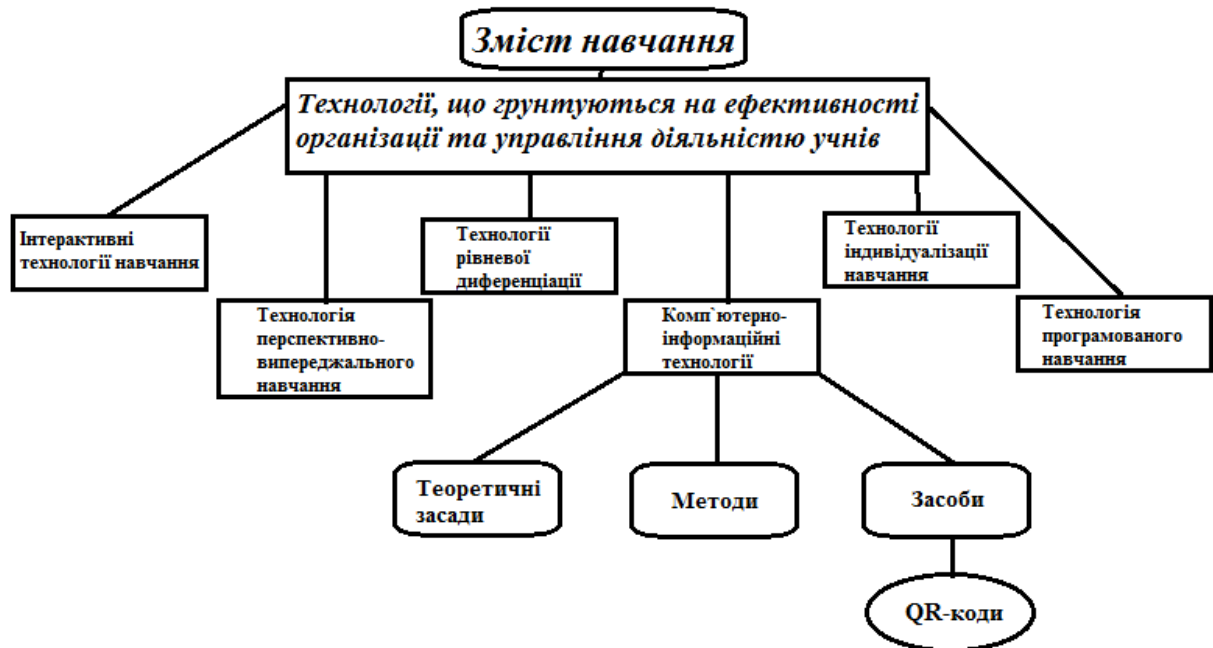 Зміст навчання
Технології, що грунтуються на ефективності
організації та управління діяльністю учнів
Інтерактивні
технології навчання
Технологія
перспективно-
випереджального
навчання
Технології
рівневої
диференціації
Комп`ютерно-
інформаційні
технології
Технології
індивідуалізації
навчання
Технологія
програмованого
навчання
Теоретичні
засади
Методи
Засоби
QR-коди